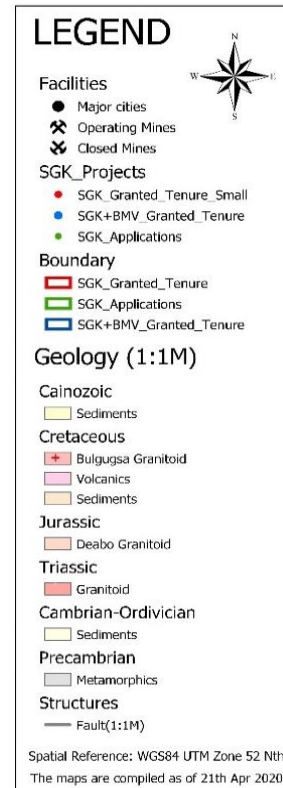 LEGEND
N
W
E
S
Facilities
Major cities
Operating Mines
Closed Mines
SGK_Projects
SGK_Granted_Tenure_Small
SGK+BMV_Granted_Tenure
SGK_Applications
Boundary
SGK_Granted_Tenure
SGK_Applications
SGK+BMV_Granted_Tenure
Geology (1:1M)
Cainozoic
Sediments
Cretaceous
Bulgugsa Granitoid
Volcanics
Sediments
Jurassic
Deabo Granitoid
Triassic
Granitoid
Cambrian-Ordivician
Sediments
Precambrian
Metamorphics
Structures
Fault(1:1M)
Spatial Reference: WGS84 UTM Zone 52 Nth
The maps are compiled as of 21th Apr 2020